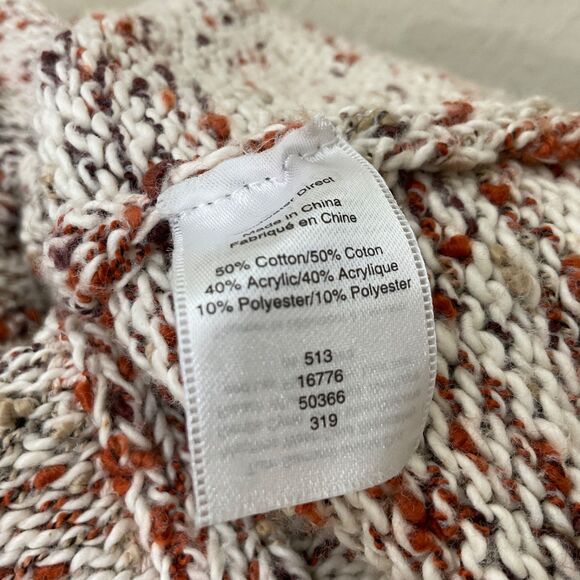 Direct
Made in China
Fabriqué en Chine
50% Cotton/50% Coton
40% Acrylic/40% Acrylique
10% Polyester/10% Polyester
513
16776
50366
319